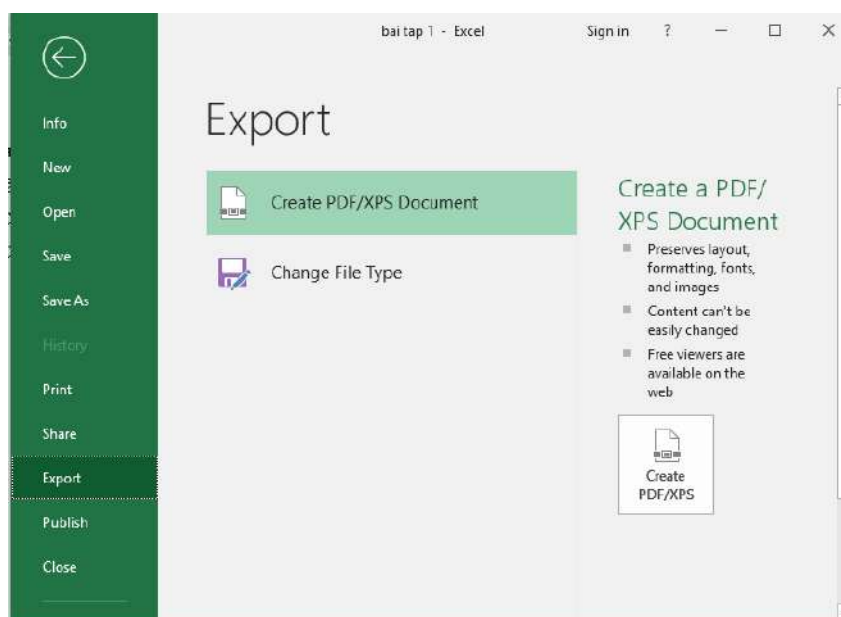 bai tap 1 - Excel
Sign in ?
Info
New
Open
Save
Save As
History
Print
Share
Export
Publish
Close
Export
Create PDF/XPS Document
Change File Type
Create a PDF/
XPS Document
Preserves layout,
formatting, fonts,
and images
Content can't be
easily changed
Free viewers are
available on the
web
Create
PDF/XPS